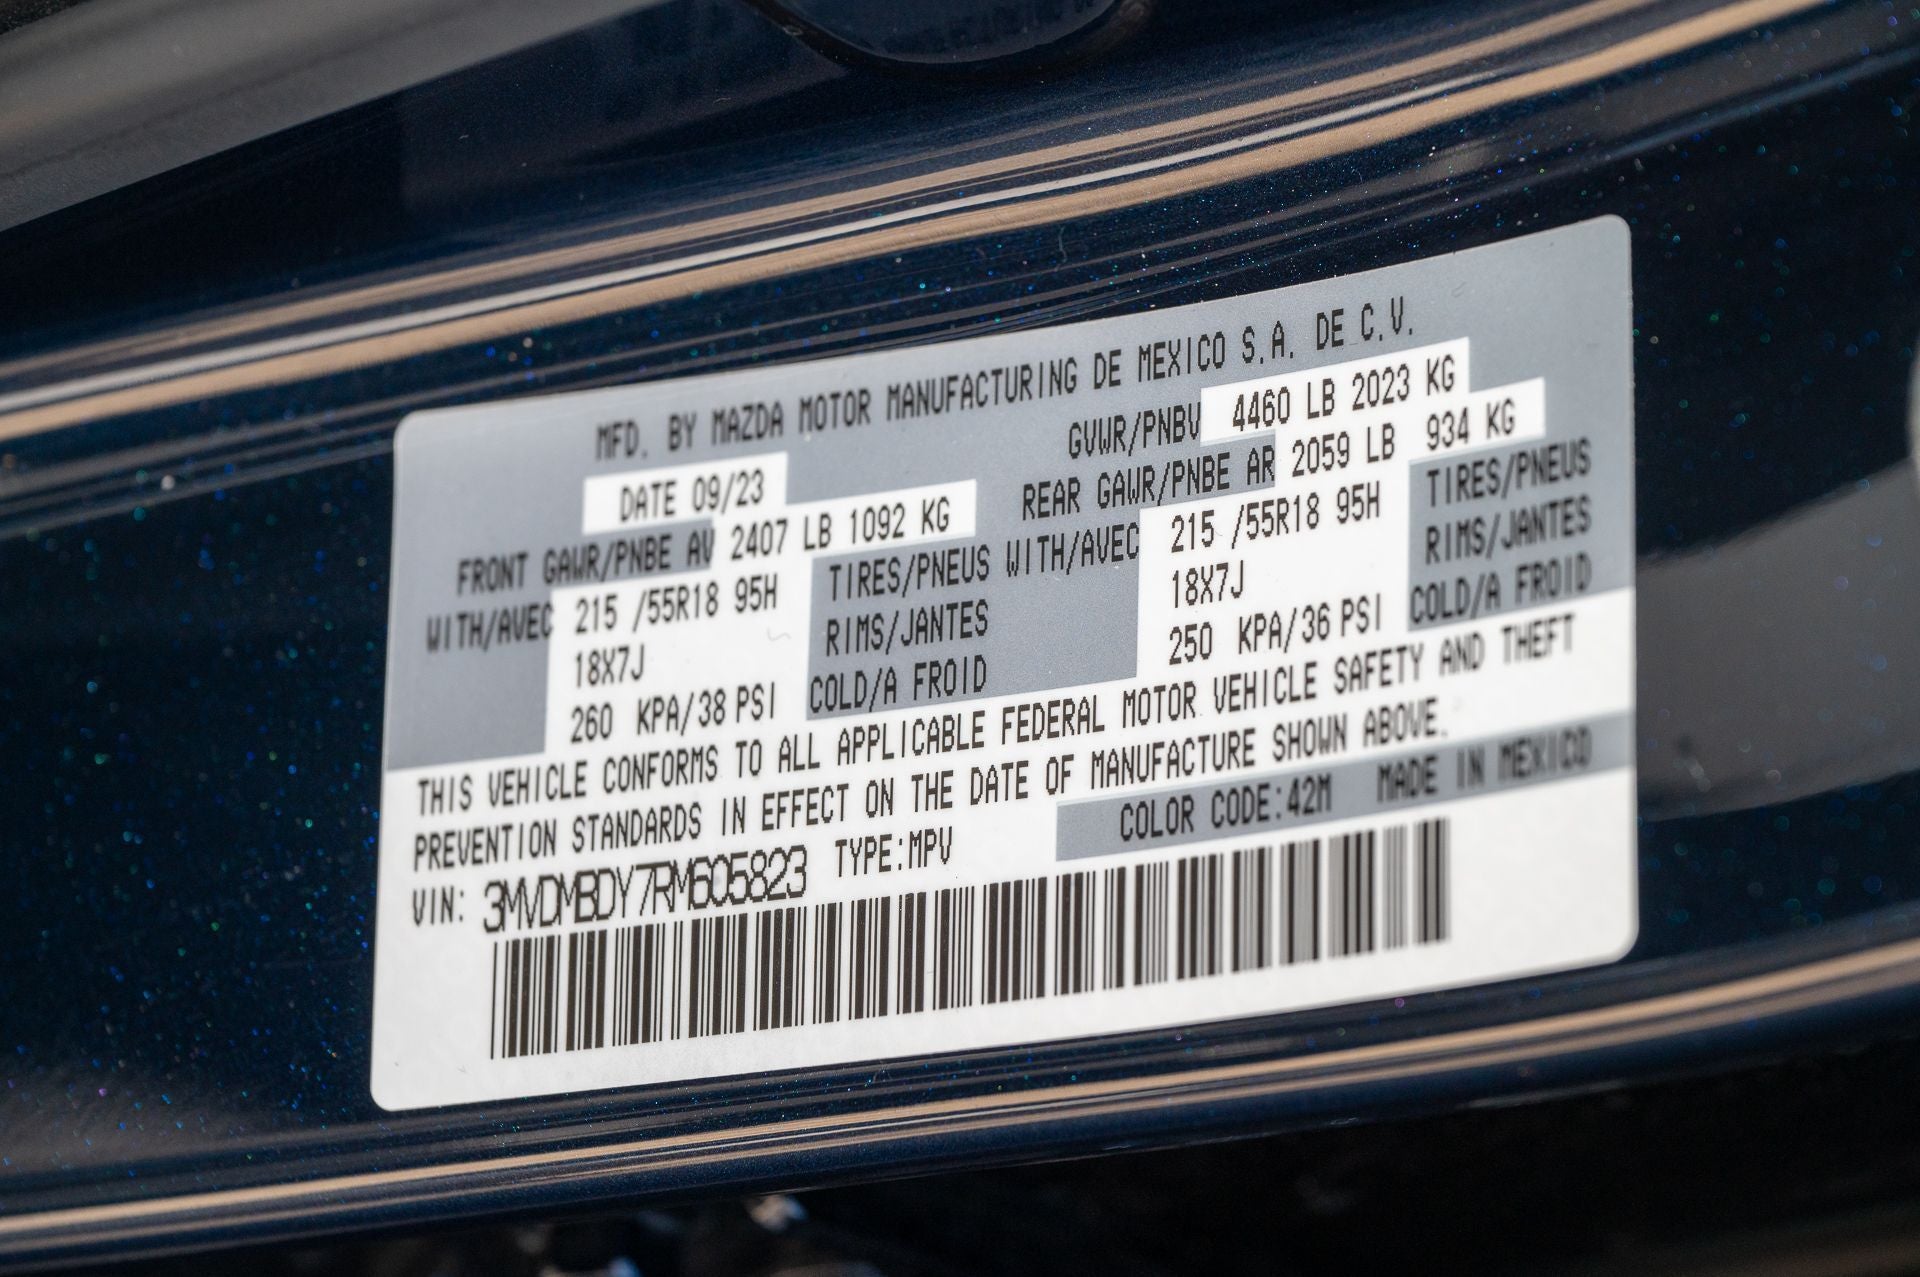 MFD. BY MAZDA MOTOR MANUFACTURING DE MEXICO S.A. DE C.V.
DATE 09/23
GVWR/PNBV 4460 LB 2023 KG
FRONT GAWR/PNBE AV 2407 LB 1092 KG
REAR GAWR/PNBE AR 2059 LB 934 KG
WITH/AVEC 215 /55R18 95H TIRES/PNEUS
18X7J RIMS/JANTES
260 KPA/38 PSI COLD/A FROID
WITH/AVEC 215 /55R18 95H TIRES/PNEUS
18X7J RIMS/JANTES
250 KPA/36 PSI COLD/A FROID
THIS VEHICLE CONFORMS TO ALL APPLICABLE FEDERAL MOTOR VEHICLE SAFETY AND THEFT
PREVENTION STANDARDS IN EFFECT ON THE DATE OF MANUFACTURE SHOWN ABOVE.
VIN: 3MVDMBDY7RM605823 TYPE:MPV COLOR CODE:42M MADE IN MEXICO